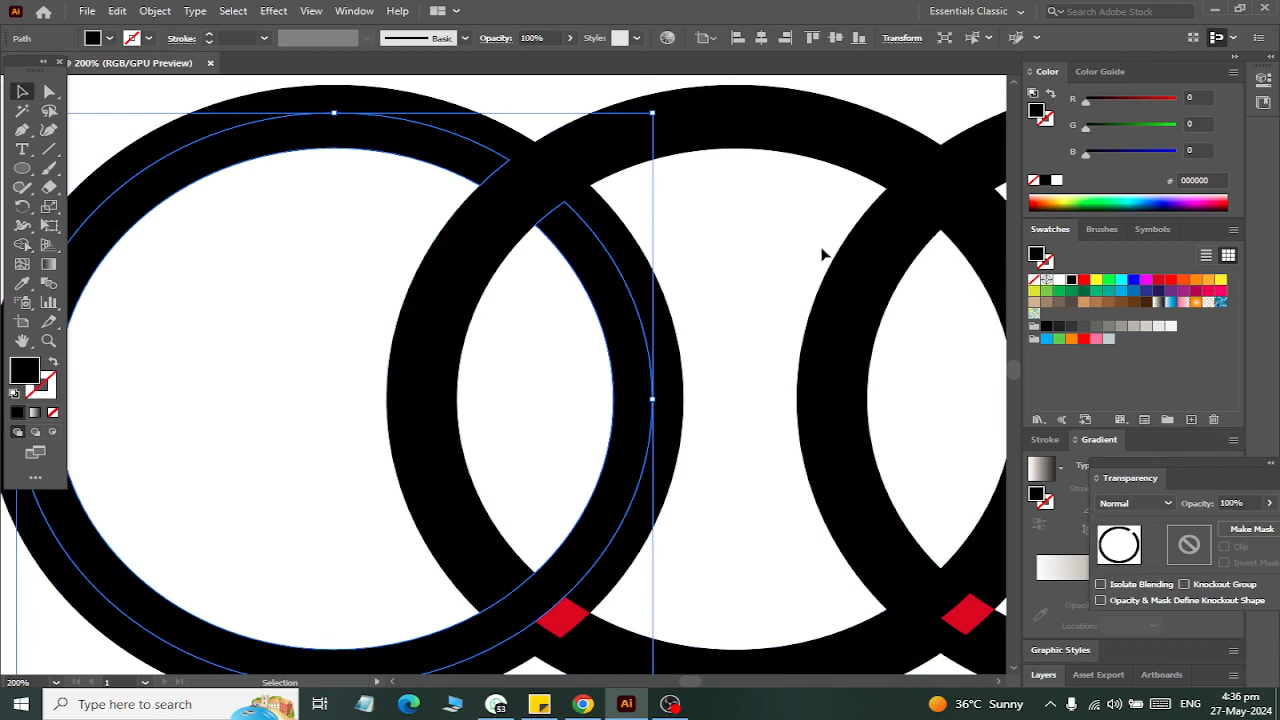 Ai File Edit Object Type Select Effect View Window Help Essentials Classic Search Adobe Stock
Path Stroke: Basic Opacity: 100% Style: Transform
@ 200% (RGB/GPU Preview) ×
Color Color Guide
R 0
G 0
B 0
# 000000
Swatches Brushes Symbols
Stroke Gradient
Transparency
Normal Opacity: 100%
Make Mask
Clip
Invert Mask
Isolate Blending Knockout Group
Opacity & Mask Define Knockout Shape
Graphic Styles
Layers Asset Export Artboards
200% 1 Selection
Type here to search Ai 36°C Sunny 4:36 pm
27-May-2024